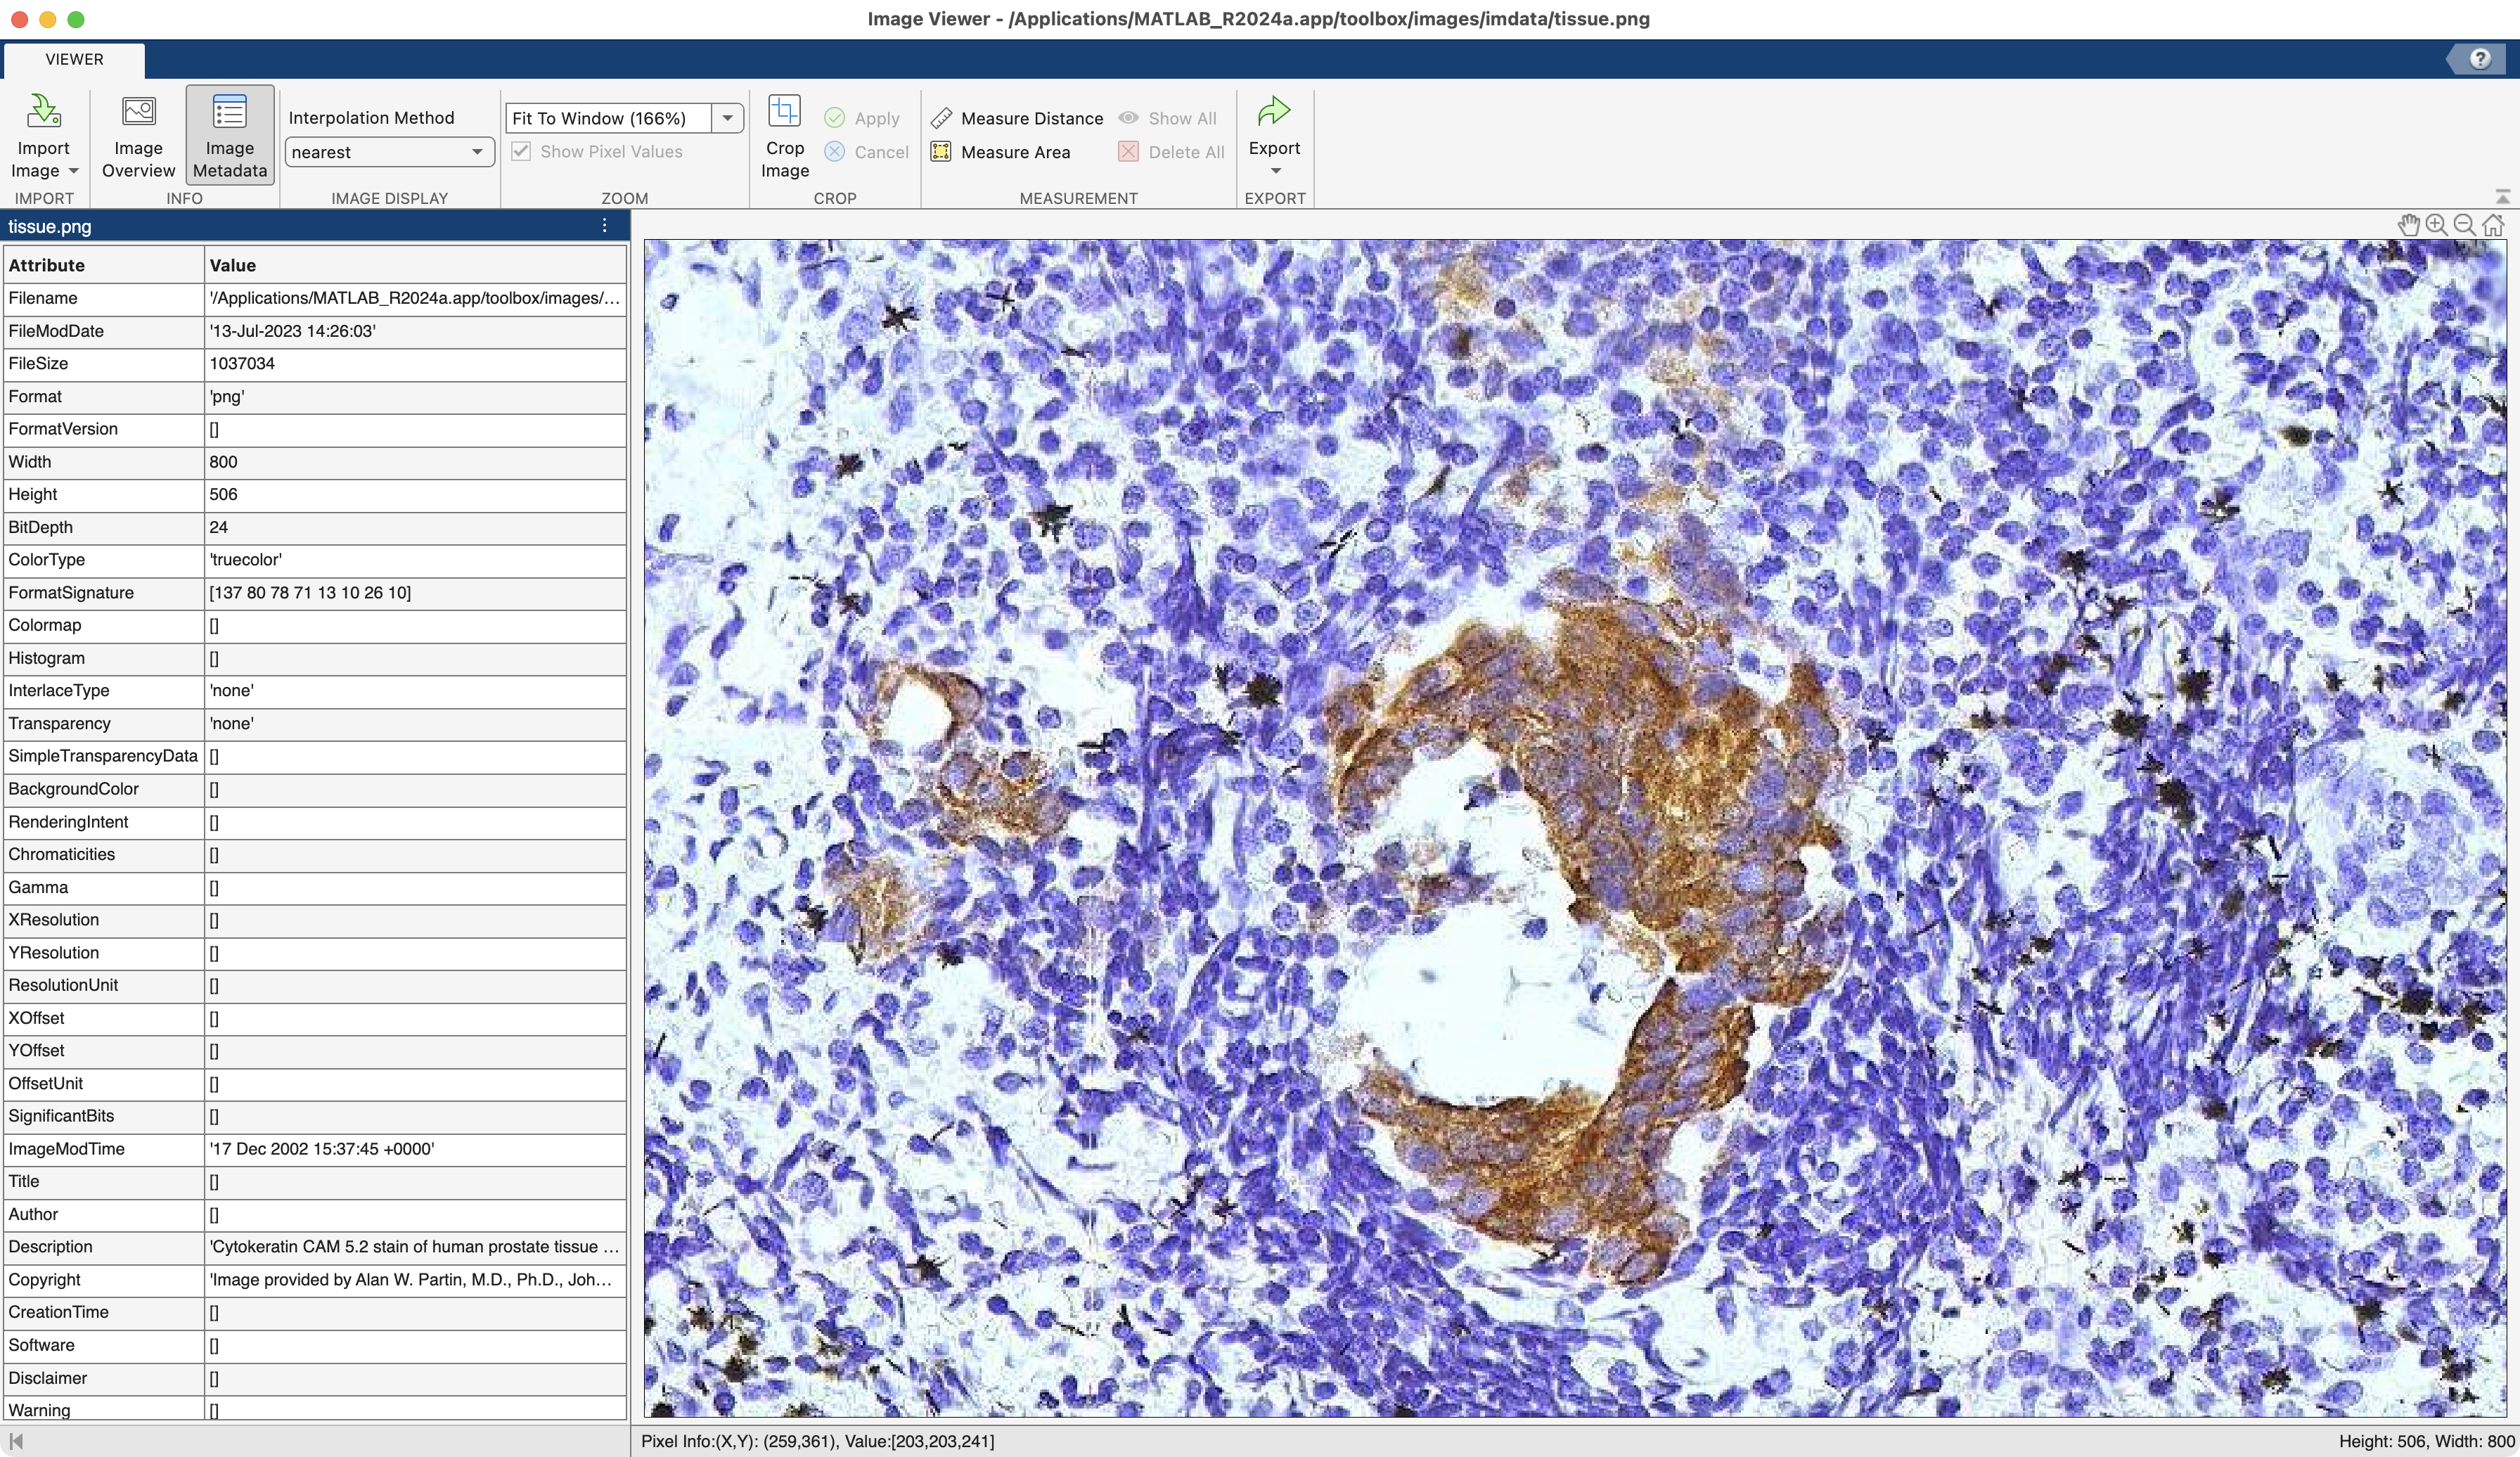 Image Viewer - /Applications/MATLAB_R2024a.app/toolbox/images/imdata/tissue.png
VIEWER
?
Import Image
Image Overview
Image Metadata
Interpolation Method
nearest
Fit To Window (166%)
Show Pixel Values
Crop Image
Apply
Cancel
Measure Distance
Measure Area
Show All
Delete All
Export
IMPORT
INFO
IMAGE DISPLAY
ZOOM
CROP
MEASUREMENT
EXPORT
tissue.png
Attribute Value
Filename '/Applications/MATLAB_R2024a.app/toolbox/images/...
FileModDate '13-Jul-2023 14:26:03'
FileSize 1037034
Format 'png'
FormatVersion []
Width 800
Height 506
BitDepth 24
ColorType 'truecolor'
FormatSignature [137 80 78 71 13 10 26 10]
Colormap []
Histogram []
InterlaceType 'none'
Transparency 'none'
SimpleTransparencyData []
BackgroundColor []
RenderingIntent []
Chromaticities []
Gamma []
XResolution []
YResolution []
ResolutionUnit []
XOffset []
YOffset []
OffsetUnit []
SignificantBits []
ImageModTime '17 Dec 2002 15:37:45 +0000'
Title []
Author []
Description 'Cytokeratin CAM 5.2 stain of human prostate tissue ...
Copyright 'Image provided by Alan W. Partin, M.D., Ph.D., Joh...
CreationTime []
Software []
Disclaimer []
Warning []
Pixel Info:(X,Y): (259,361), Value:[203,203,241]
Height: 506, Width: 800